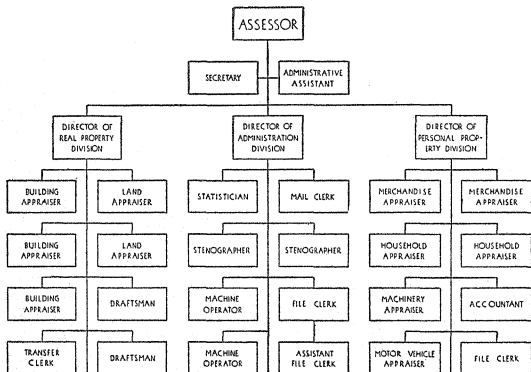 ASSESSOR
SECRETARY
ADMINISTRATIVE
ASSISTANT
DIRECTOR OF
REAL PROPERTY
DIVISION
DIRECTOR OF
ADMINISTRATION
DIVISION
DIRECTOR OF
PERSONAL PROP-
ERTY DIVISION
BUILDING
APPRAISER
LAND
APPRAISER
STATISTICIAN
MAIL CLERK
MERCHANDISE
APPRAISER
MERCHANDISE
APPRAISER
BUILDING
APPRAISER
LAND
APPRAISER
STENOGRAPHER
STENOGRAPHER
HOUSEHOLD
APPRAISER
HOUSEHOLD
APPRAISER
BUILDING
APPRAISER
DRAFTSMAN
MACHINE
OPERATOR
FILE CLERK
MACHINERY
APPRAISER
ACCOUNTANT
TRANSFER
CLERK
DRAFTSMAN
MACHINE
OPERATOR
ASSISTANT
FILE CLERK
MOTOR VEHICLE
APPRAISER
FILE CLERK